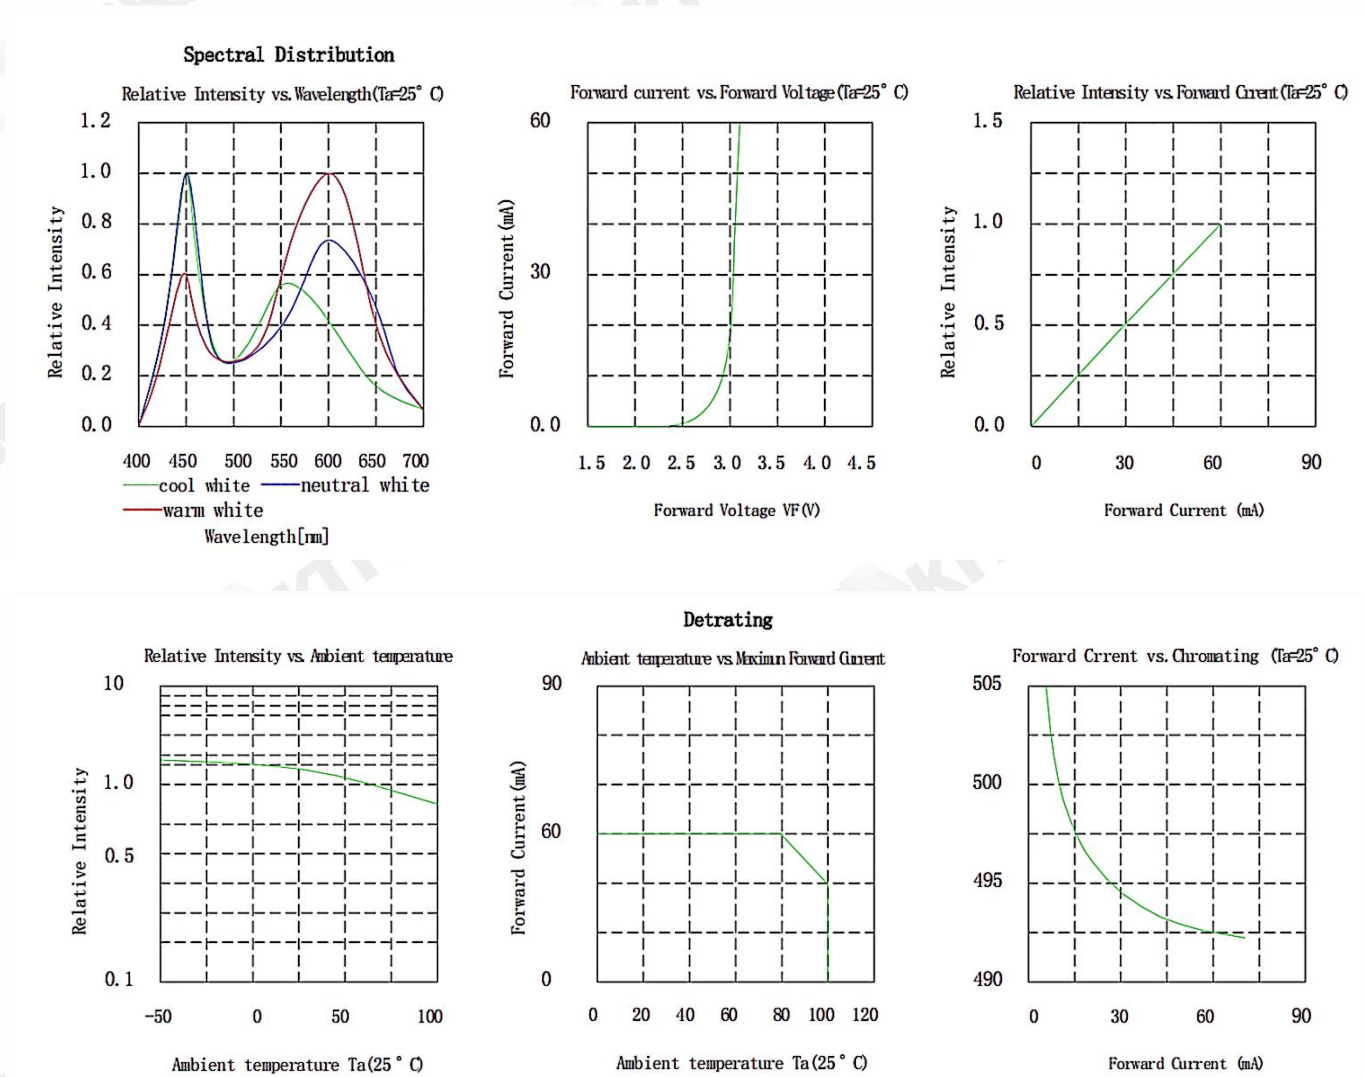 Spectral Distribution
Relative Intensity vs. Wavelength(Ta=25° C)
1.2
1.0
0.8
0.6
0.4
0.2
0.0
Relative Intensity
400 450 500 550 600 650 700
cool white neutral white
warm white
Wavelength[nm]
Forward current vs. Forward Voltage(Ta=25° C)
60
30
0.0
Forward Current(mA)
1.5 2.0 2.5 3.0 3.5 4.0 4.5
Forward Voltage VF(V)
Relative Intensity vs. Forward Crrent(Ta=25° C)
1.5
1.0
0.5
0.0
Relative Intensity
0 30 60 90
Forward Current (mA)
Relative Intensity vs. Ambient temperature
10
1.0
0.5
0.1
Relative Intensity
-50 0 50 100
Ambient temperature Ta(25° C)
Detrating
Ambient temperature vs. Maximun Forward Current
90
60
0
Forward Current(mA)
0 20 40 60 80 100 120
Ambient temperature Ta(25° C)
Forward Crrent vs. Chromating (Ta=25° C)
505
500
495
490
0 30 60 90
Forward Current (mA)